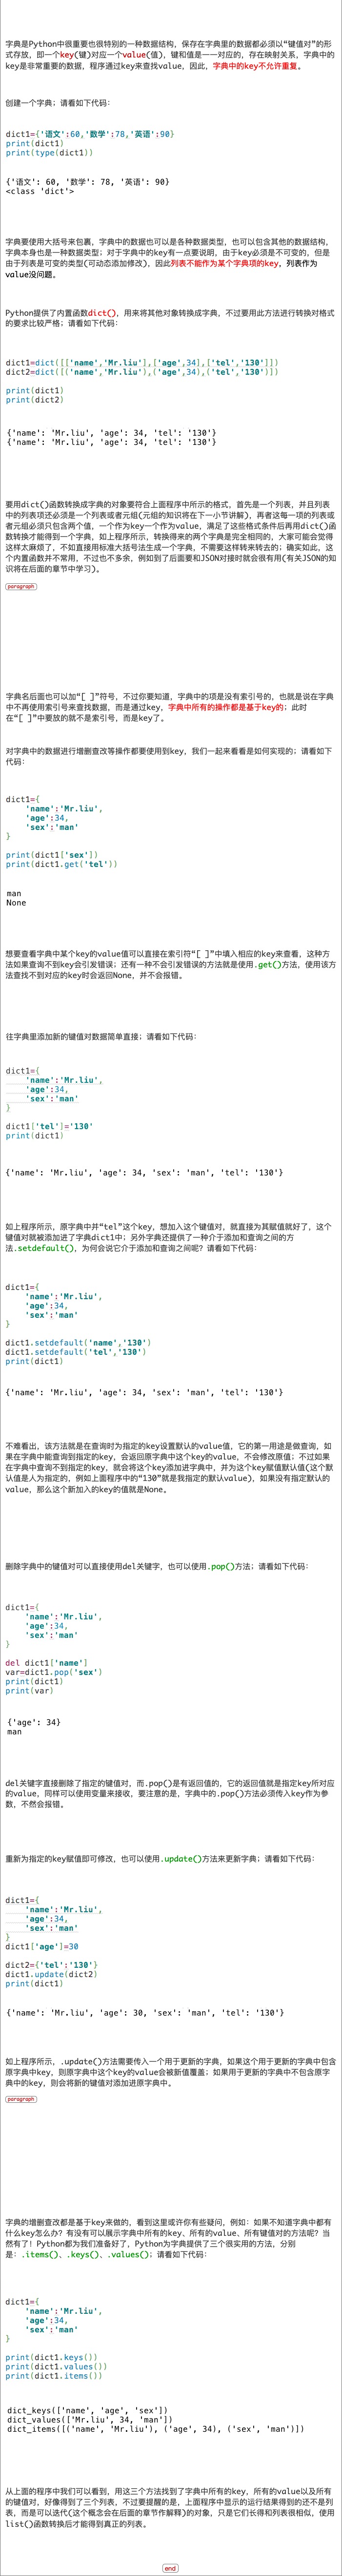 字典是Python中很重要也很特别的一种数据结构，保存在字典里的数据都必须以“键值对”的形
式存放，即一个key(键)对应一个value(值)，键和值是一一对应的，存在映射关系，字典中的
key是非常重要的数据，程序通过key来查找value，因此，字典中的key不允许重复。
创建一个字典；请看如下代码：
dict1={'语文':60,'数学':78,'英语':90}
print(dict1)
print(type(dict1))
{'语文': 60, '数学': 78, '英语': 90}
<class 'dict'>
字典要使用大括号来包裹，字典中的数据也可以是各种数据类型，也可以包含其他的数据结构，
字典本身也是一种数据类型；对于字典中的key有一点要说明，由于key必须是不可变的，但是
由于列表是可变的类型(可动态添加修改)，因此列表不能作为某个字典项的key，列表作为
value没问题。
Python提供了内置函数dict()，用来将其他对象转换成字典，不过要用此方法进行转换对格式
的要求比较严格；请看如下代码：
dict1=dict([['name','Mr.liu'],['age',34],['tel','130']])
dict2=dict([('name','Mr.liu'),('age',34),('tel','130')])
print(dict1)
print(dict2)
{'name': 'Mr.liu', 'age': 34, 'tel': '130'}
{'name': 'Mr.liu', 'age': 34, 'tel': '130'}
要用dict()函数转换成字典的对象要符合上面程序中所示的格式，首先是一个列表，并且列表
中的列表项还必须是一个列表或者元组(元组的知识将在下一小节讲解)，再者这每一项的列表或
者元组必须只包含两个值，一个作为key一个作为value，满足了这些格式条件后再用dict()函
数转换才能得到一个字典，如上程序所示，转换得来的两个字典是完全相同的，大家可能会觉得
这样太麻烦了，不如直接用标准大括号法生成一个字典，不需要这样转来转去的；确实如此，这
个内置函数并不常用，不过也不多余，例如到了后面要和JSON对接时就会很有用(有关JSON的知
识将在后面的章节中学习)。
paragraph
字典名后面也可以加“[ ]”符号，不过你要知道，字典中的项是没有索引号的，也就是说在字典
中不再使用索引号来查找数据，而是通过key，字典中所有的操作都是基于key的；此时
在“[ ]”中要放的就不是索引号，而是key了。
对字典中的数据进行增删查改等操作都要使用到key，我们一起来看看是如何实现的；请看如下
代码：
dict1={
'name':'Mr.liu',
'age':34,
'sex':'man'
}
print(dict1['sex'])
print(dict1.get('tel'))
man
None
想要查看字典中某个key的value值可以直接在索引符“[ ]”中填入相应的key来查看，这种方
法如果查询不到key会引发错误；还有一种不会引发错误的方法就是使用.get()方法，使用该方
法查找不到对应的key时会返回None，并不会报错。
往字典里添加新的键值对数据简单直接；请看如下代码：
dict1={
'name':'Mr.liu',
'age':34,
'sex':'man'
}
dict1['tel']='130'
print(dict1)
{'name': 'Mr.liu', 'age': 34, 'sex': 'man', 'tel': '130'}
如上程序所示，原字典中并“tel”这个key，想加入这个键值对，就直接为其赋值就好了，这个
键值对就被添加进了字典dict1中；另外字典还提供了一种介于添加和查询之间的方
法.setdefault()，为何会说它介于添加和查询之间呢？请看如下代码：
dict1={
'name':'Mr.liu',
'age':34,
'sex':'man'
}
dict1.setdefault('name','130')
dict1.setdefault('tel','130')
print(dict1)
{'name': 'Mr.liu', 'age': 34, 'sex': 'man', 'tel': '130'}
不难看出，该方法就是在查询时为指定的key设置默认的value值，它的第一用途是做查询，如
果在字典中能查询到指定的key，会返回原字典中这个key的value，不会修改原值；不过如果
在字典中查询不到指定的key，就会将这个key添加进字典中，并为这个key赋值默认值(这个默
认值是人为指定的，例如上面程序中的“130”就是我指定的默认value)，如果没有指定默认的
value，那么这个新加入的key的值就是None。
删除字典中的键值对可以直接使用del关键字，也可以使用.pop()方法；请看如下代码：
dict1={
'name':'Mr.liu',
'age':34,
'sex':'man'
}
del dict1['name']
var=dict1.pop('sex')
print(dict1)
print(var)
{'age': 34}
man
del关键字直接删除了指定的键值对，而.pop()是有返回值的，它的返回值就是指定key所对应
的value，同样可以使用变量来接收，要注意的是，字典中的.pop()方法必须传入key作为参
数，不然会报错。
重新为指定的key赋值即可修改，也可以使用.update()方法来更新字典；请看如下代码：
dict1={
'name':'Mr.liu',
'age':34,
'sex':'man'
}
dict1['age']=30
dict2={'tel':'130'}
dict1.update(dict2)
print(dict1)
{'name': 'Mr.liu', 'age': 30, 'sex': 'man', 'tel': '130'}
如上程序所示，.update()方法需要传入一个用于更新的字典，如果这个用于更新的字典中包含
原字典中key，则原字典中这个key的value会被新值覆盖；如果用于更新的字典中不包含原字
典中的key，则会将新的键值对添加进原字典中。
paragraph
字典的增删查改都是基于key来做的，看到这里或许你有些疑问，例如：如果不知道字典中都有
什么key怎么办？有没有可以展示字典中所有的key、所有的value、所有键值对的方法呢？当
然有了！Python都为我们准备好了，Python为字典提供了三个很实用的方法，分别
是：.items()、.keys()、.values()；请看如下代码：
dict1={
'name':'Mr.liu',
'age':34,
'sex':'man'
}
print(dict1.keys())
print(dict1.values())
print(dict1.items())
dict_keys(['name', 'age', 'sex'])
dict_values(['Mr.liu', 34, 'man'])
dict_items([('name', 'Mr.liu'), ('age', 34), ('sex', 'man')])
从上面的程序中我们可以看到，用这三个方法找到了字典中所有的key，所有的value以及所有
的键值对，好像得到了三个列表，不过要提醒的是，上面程序中显示的运行结果得到的还不是列
表，而是可以迭代(这个概念会在后面的章节作解释)的对象，只是它们长得和列表很相似，使用
list()函数转换后才能得到真正的列表。
end